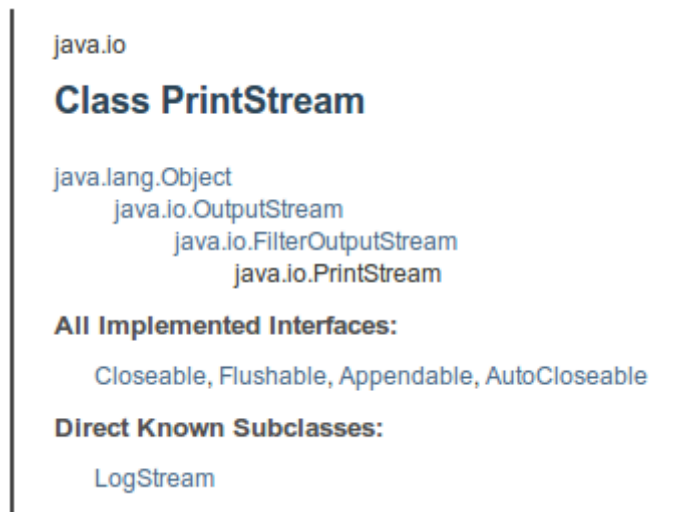 java.io
Class PrintStream
java.lang.Object
java.io.OutputStream
java.io.FilterOutputStream
java.io.PrintStream
All Implemented Interfaces:
Closeable, Flushable, Appendable, AutoCloseable
Direct Known Subclasses:
LogStream